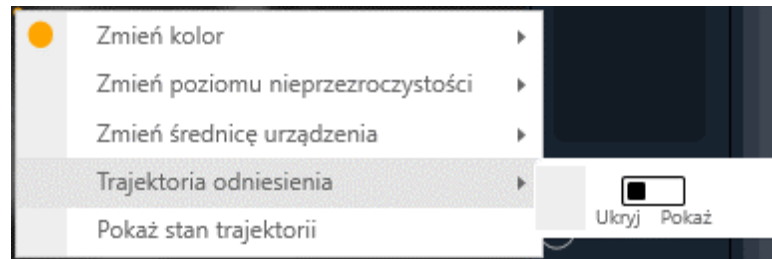 Zmień kolor
Zmień poziomu nieprzezroczystości
Zmień średnicę urządzenia
Trajektoria odniesienia
Ukryj Pokaż
Pokaż stan trajektorii